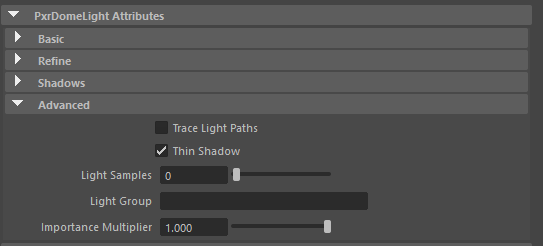 PxrDomeLight Attributes
Basic
Refine
Shadows
Advanced
Trace Light Paths
Thin Shadow
Light Samples 0
Light Group
Importance Multiplier 1.000